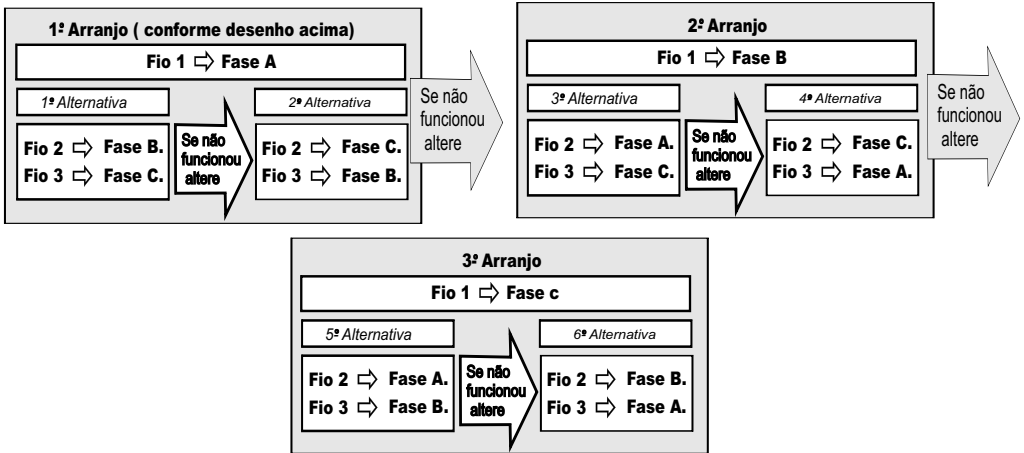 1ª Arranjo ( conforme desenho acima)
Fio 1 ⇨ Fase A
1ª Alternativa
Fio 2 ⇨ Fase B.
Fio 3 ⇨ Fase C.
Se não
funcionou
altere
2ª Alternativa
Fio 2 ⇨ Fase C.
Fio 3 ⇨ Fase B.
Se não
funcionou
altere
2ª Arranjo
Fio 1 ⇨ Fase B
3ª Alternativa
Fio 2 ⇨ Fase A.
Fio 3 ⇨ Fase C.
Se não
funcionou
altere
4ª Alternativa
Fio 2 ⇨ Fase C.
Fio 3 ⇨ Fase A.
Se não
funcionou
altere
3ª Arranjo
Fio 1 ⇨ Fase c
5ª Alternativa
Fio 2 ⇨ Fase A.
Fio 3 ⇨ Fase B.
Se não
funcionou
altere
6ª Alternativa
Fio 2 ⇨ Fase B.
Fio 3 ⇨ Fase A.